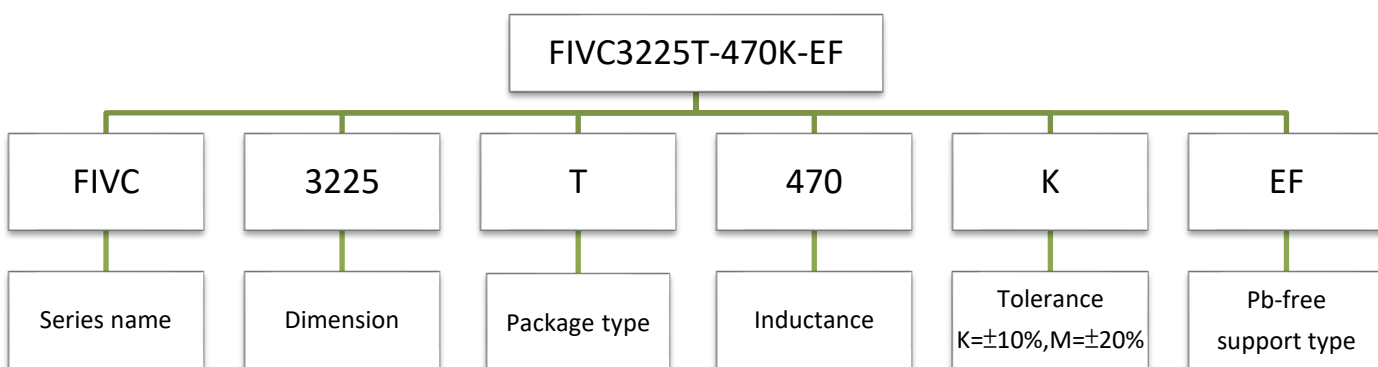 FIVC3225T-470K-EF
FIVC
3225
T
470
K
EF
Series name
Dimension
Package type
Inductance
Tolerance
K=±10%,M=±20%
Pb-free
support type